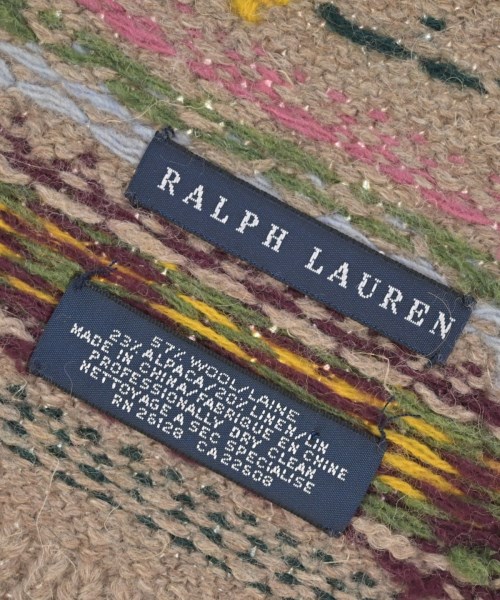 RALPH LAUREN
57% WOOL/LAINE
23% ALPACA/20% LINEN/LIN
MADE IN CHINA/FABRIQUE EN CHINE
PROFESSIONALLY DRY CLEAN
NETTOYAGE A SEC SPECIALISE
RN 26128 CA 22508